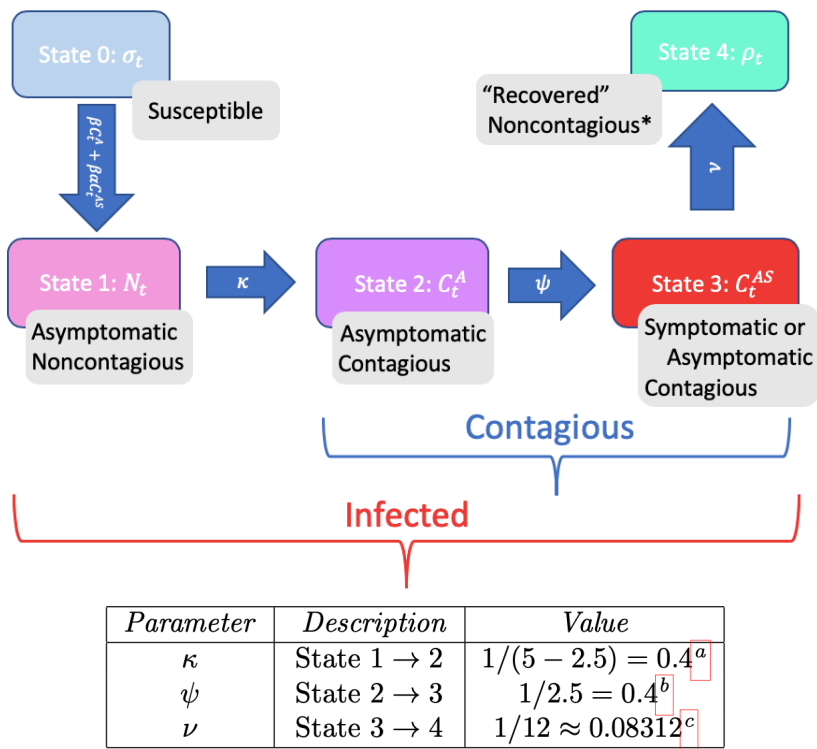 State 0: σₜ
Susceptible
βCₜᴬ + βαCₜᴬˢ
State 4: ρₜ
“Recovered”
Noncontagious*
ν
State 1: Nₜ
Asymptomatic
Noncontagious
κ
State 2: Cₜᴬ
Asymptomatic
Contagious
ψ
State 3: Cₜᴬˢ
Symptomatic or
Asymptomatic
Contagious
Contagious
Infected
Parameter Description Value
κ State 1 → 2 1/(5 − 2.5) = 0.4ᵃ
ψ State 2 → 3 1/2.5 = 0.4ᵇ
ν State 3 → 4 1/12 ≈ 0.08312ᶜ